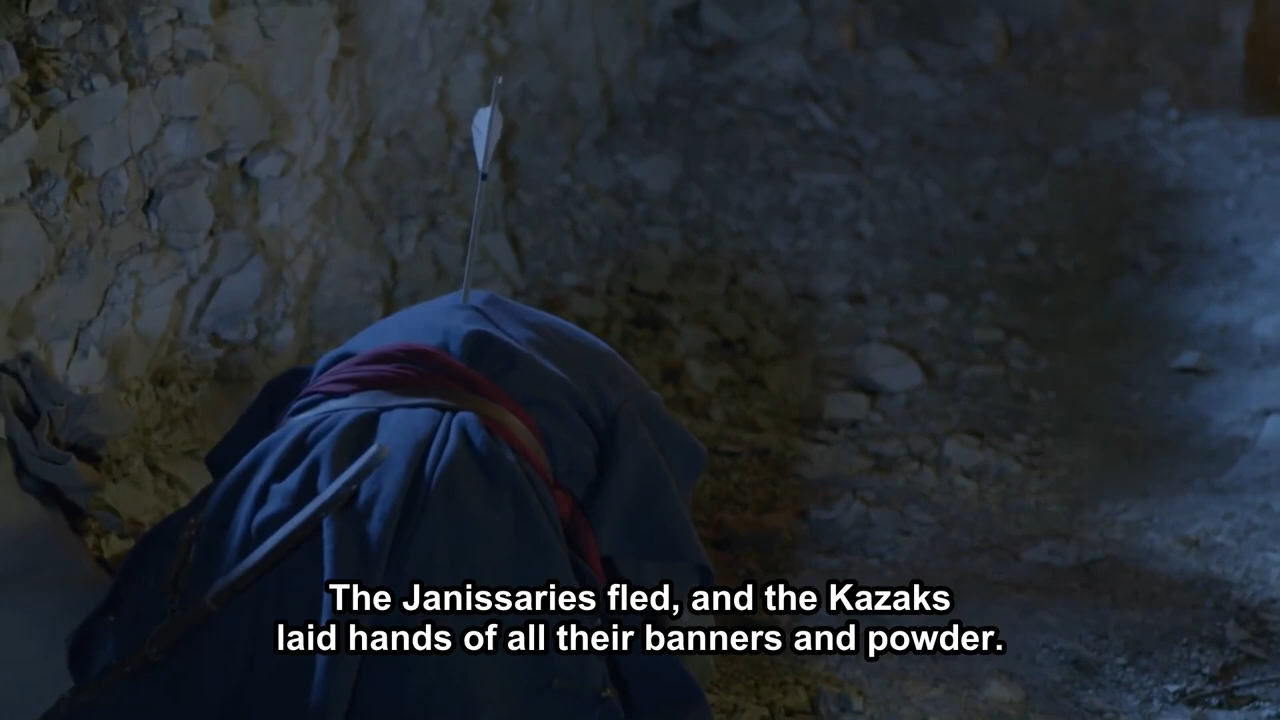 The Janissaries fled, and the Kazaks
laid hands of all their banners and powder.